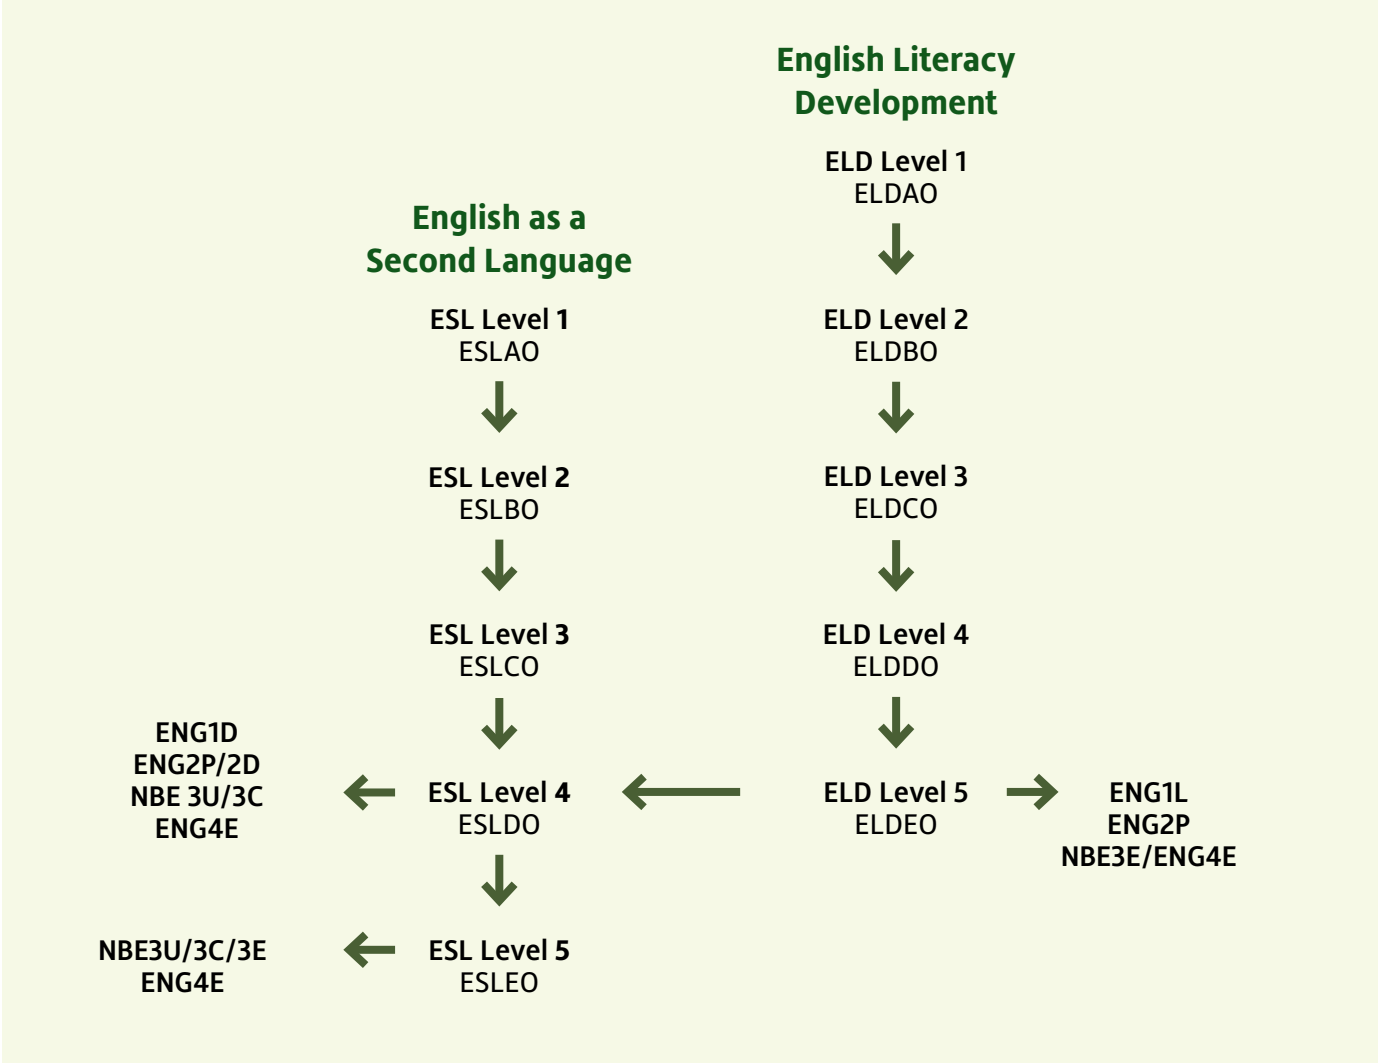 English Literacy
Development
ELD Level 1
ELDAO
English as a
Second Language
ESL Level 1
ESLAO
ELD Level 2
ELDBO
ESL Level 2
ESLBO
ELD Level 3
ELDCO
ESL Level 3
ESLCO
ELD Level 4
ELDDO
ENG1D
ENG2P/2D
NBE 3U/3C
ENG4E
ESL Level 4
ESLDO
ELD Level 5
ELDEO
ENG1L
ENG2P
NBE3E/ENG4E
NBE3U/3C/3E
ENG4E
ESL Level 5
ESLEO